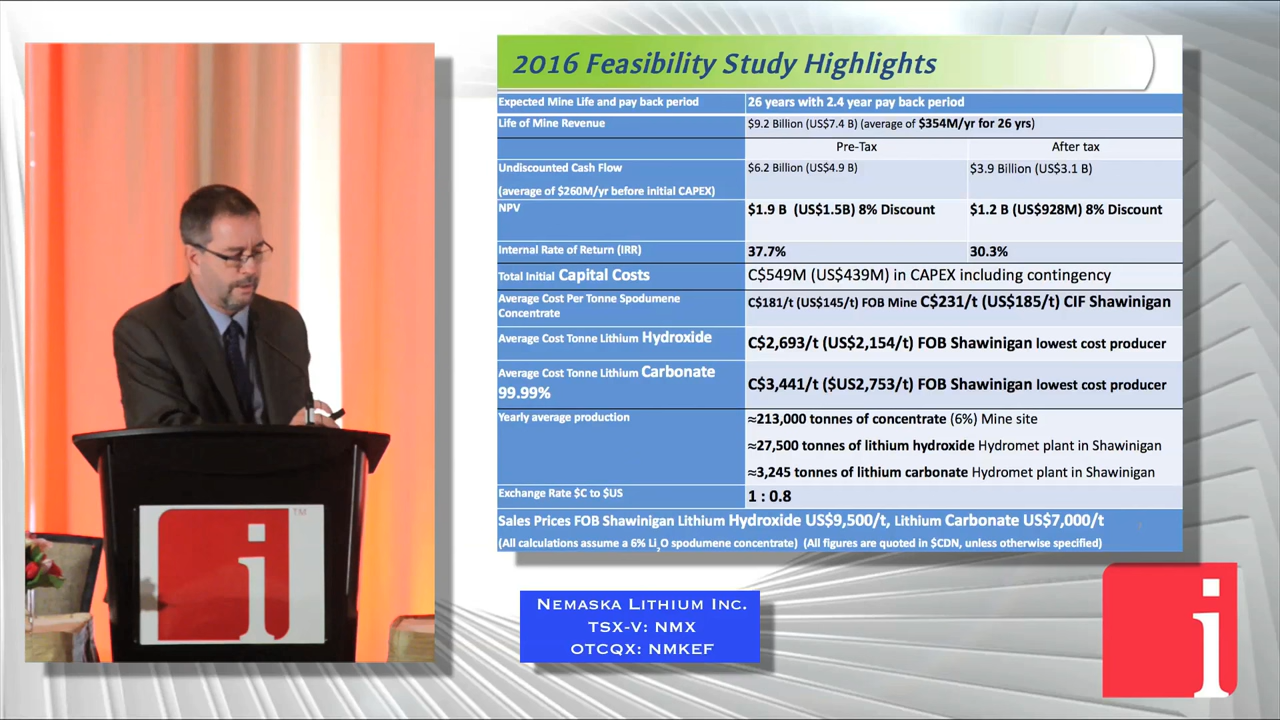 2016 Feasibility Study Highlights
Expected Mine Life and pay back period 26 years with 2.4 year pay back period
Life of Mine Revenue $9.2 Billion (US$7.4 B) (average of $354M/yr for 26 yrs)
Pre-Tax After tax
Undiscounted Cash Flow $6.2 Billion (US$4.9 B) $3.9 Billion (US$3.1 B)
(average of $260M/yr before initial CAPEX)
NPV $1.9 B (US$1.5B) 8% Discount $1.2 B (US$928M) 8% Discount
Internal Rate of Return (IRR) 37.7% 30.3%
Total Initial Capital Costs C$549M (US$439M) in CAPEX including contingency
Average Cost Per Tonne Spodumene
Concentrate
C$181/t (US$145/t) FOB Mine C$231/t (US$185/t) CIF Shawinigan
Average Cost Tonne Lithium Hydroxide C$2,693/t (US$2,154/t) FOB Shawinigan lowest cost producer
Average Cost Tonne Lithium Carbonate
99.99%
C$3,441/t ($US2,753/t) FOB Shawinigan lowest cost producer
Yearly average production ≈213,000 tonnes of concentrate (6%) Mine site
≈27,500 tonnes of lithium hydroxide Hydromet plant in Shawinigan
≈3,245 tonnes of lithium carbonate Hydromet plant in Shawinigan
Exchange Rate $C to $US 1 : 0.8
Sales Prices FOB Shawinigan Lithium Hydroxide US$9,500/t, Lithium Carbonate US$7,000/t
(All calculations assume a 6% Li2O spodumene concentrate) (All figures are quoted in $CDN, unless otherwise specified)
i
TM
Nemaska Lithium Inc.
TSX-V: NMX
OTCQX: NMKEF
i